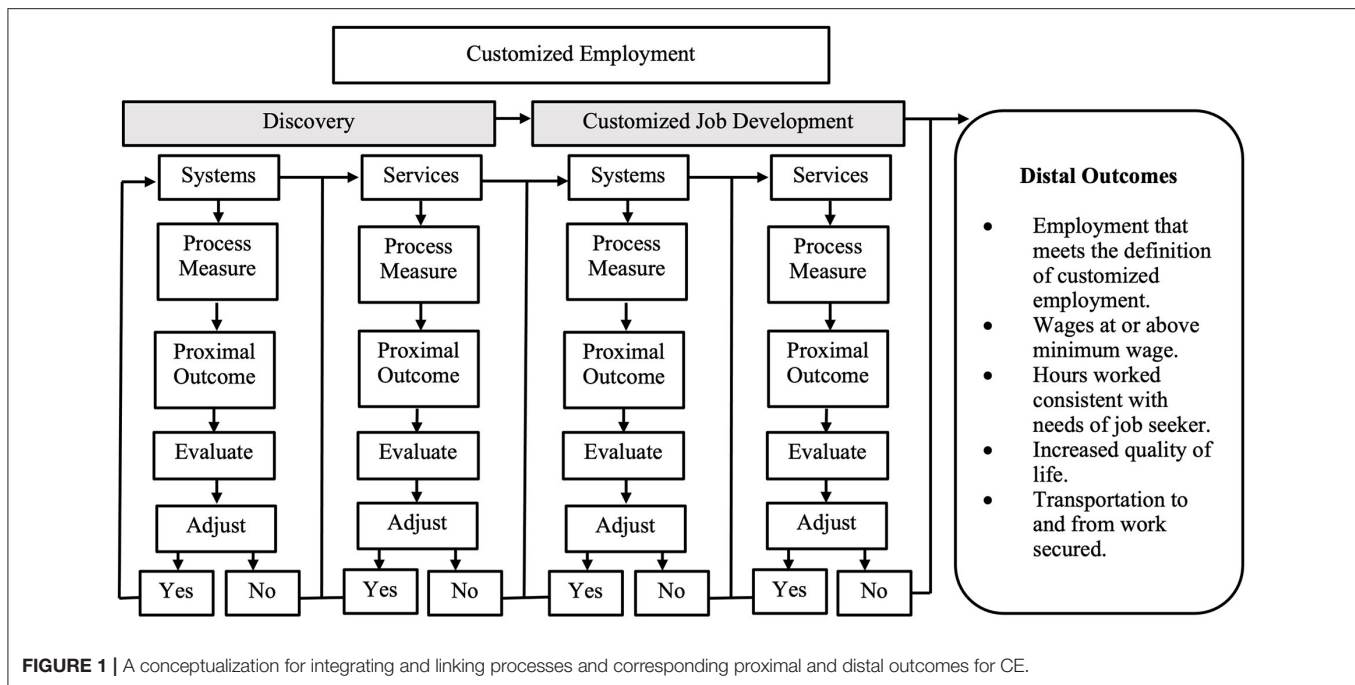 Customized Employment
Discovery
Customized Job Development
Systems
Services
Systems
Services
Process
Measure
Process
Measure
Process
Measure
Process
Measure
Proximal
Outcome
Proximal
Outcome
Proximal
Outcome
Proximal
Outcome
Evaluate
Evaluate
Evaluate
Evaluate
Adjust
Adjust
Adjust
Adjust
Yes
No
Yes
No
Yes
No
Yes
No
Distal Outcomes
• Employment that
meets the definition
of customized
employment.
• Wages at or above
minimum wage.
• Hours worked
consistent with
needs of job seeker.
• Increased quality of
life.
• Transportation to
and from work
secured.
FIGURE 1 | A conceptualization for integrating and linking processes and corresponding proximal and distal outcomes for CE.